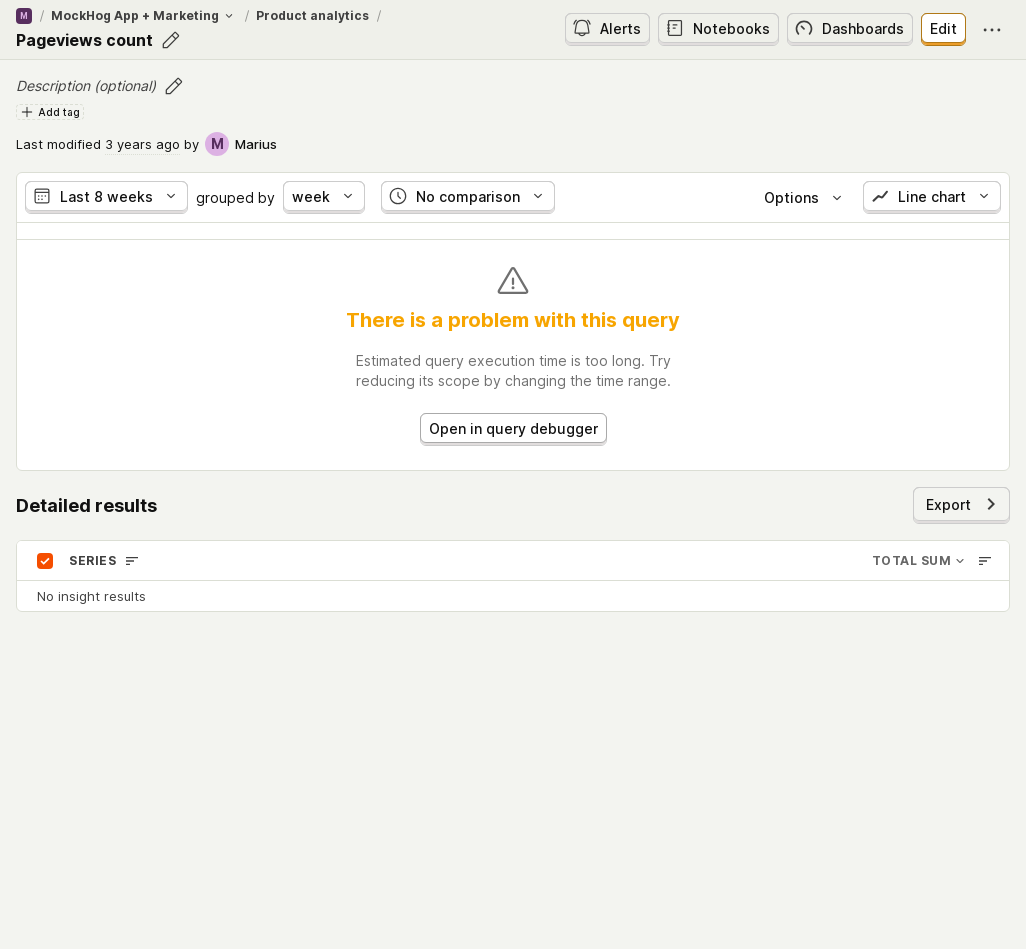 M / MockHog App + Marketing / Product analytics /
Pageviews count
Alerts
Notebooks
Dashboards
Edit
Description (optional)
Add tag
Last modified 3 years ago by M Marius
Last 8 weeks grouped by week No comparison Options Line chart
There is a problem with this query
Estimated query execution time is too long. Try
reducing its scope by changing the time range.
Open in query debugger
Detailed results
Export
SERIES TOTAL SUM
No insight results